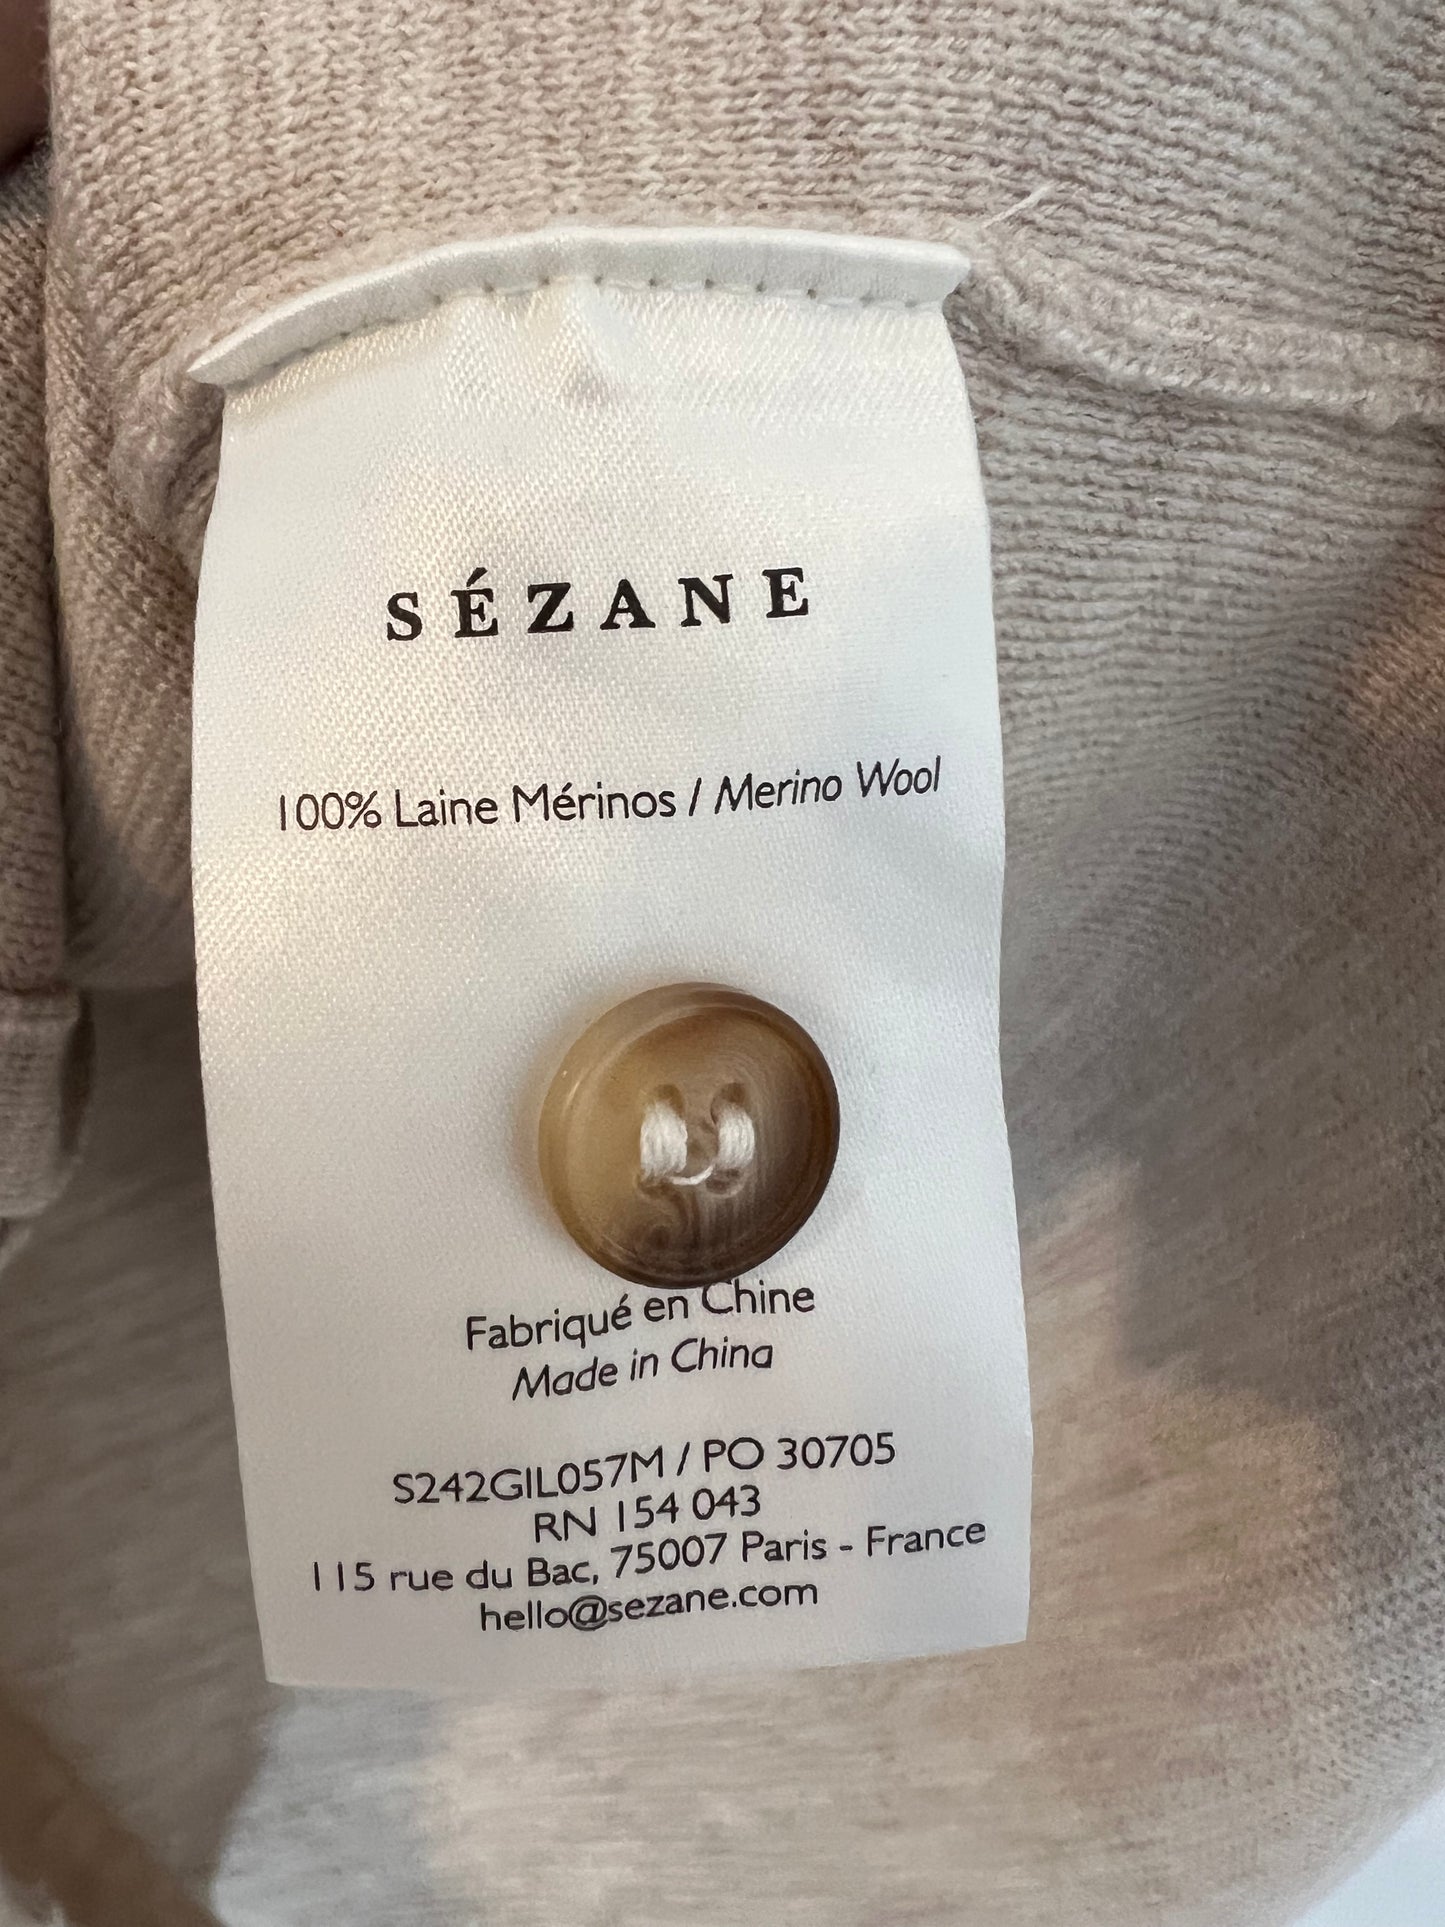 SÉZANE
100% Laine Mérinos / Merino Wool
Fabriqué en Chine
Made in China
S242GIL057M / PO 30705
RN 154 043
115 rue du Bac, 75007 Paris - France
hello@sezane.com